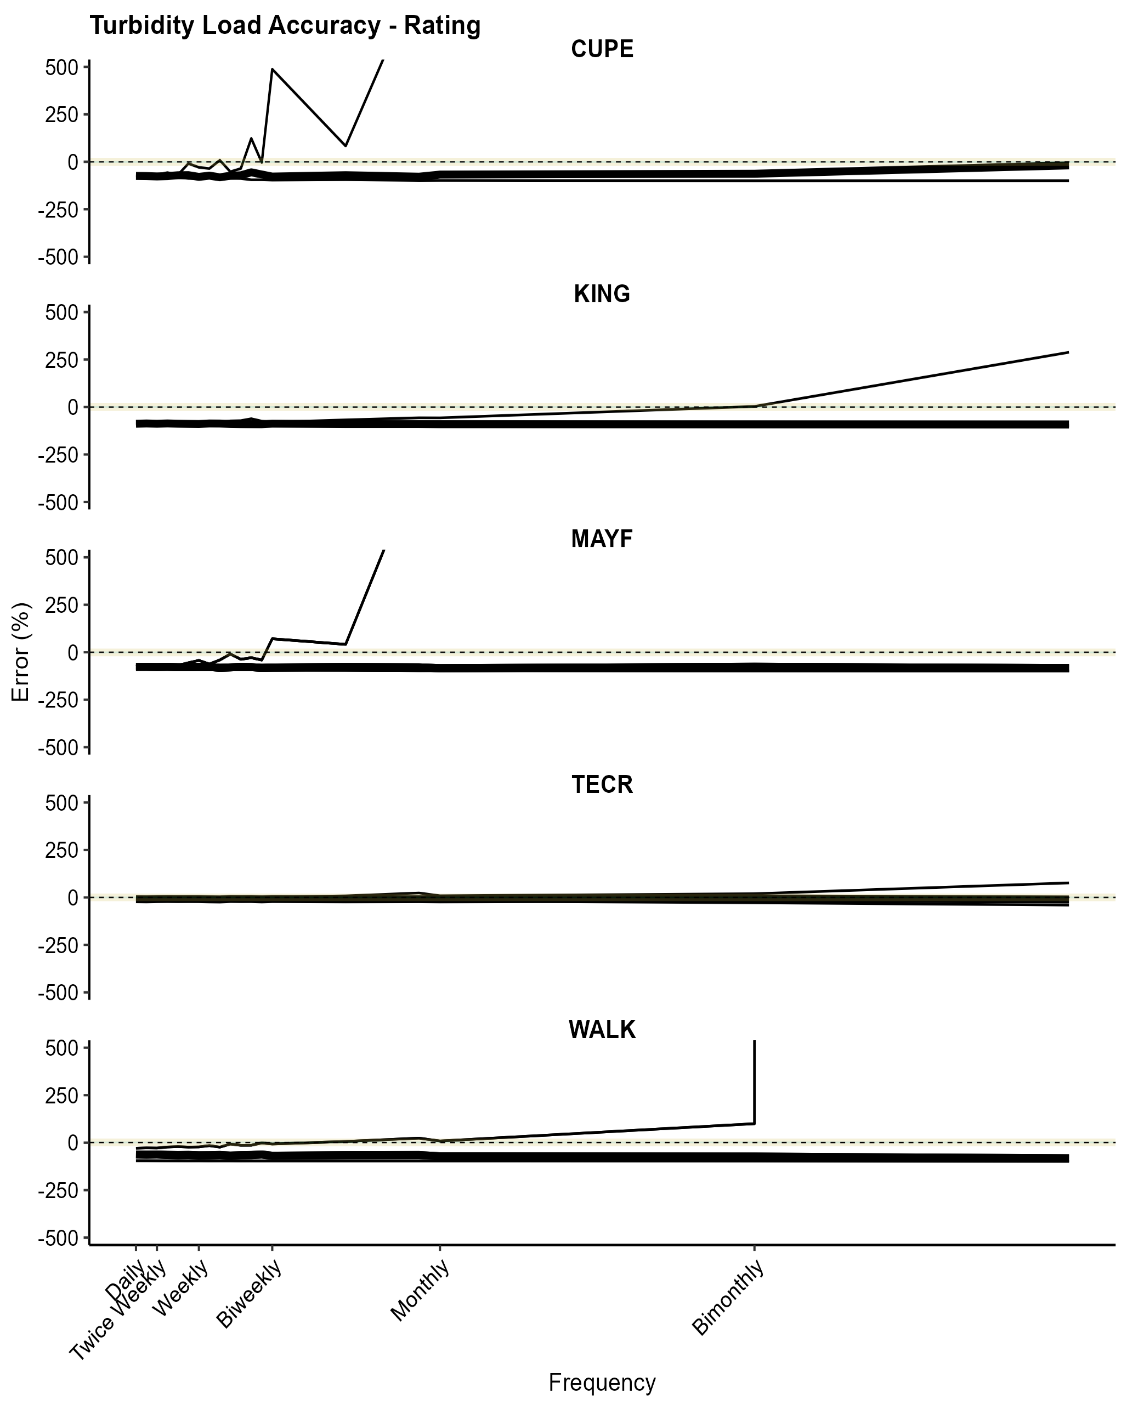 Turbidity Load Accuracy - Rating
CUPE
500
250
0
-250
-500
KING
500
250
0
-250
-500
MAYF
500
250
0
-250
-500
Error (%)
TECR
500
250
0
-250
-500
WALK
500
250
0
-250
-500
Daily
Twice Weekly
Weekly
Biweekly
Monthly
Bimonthly
Frequency